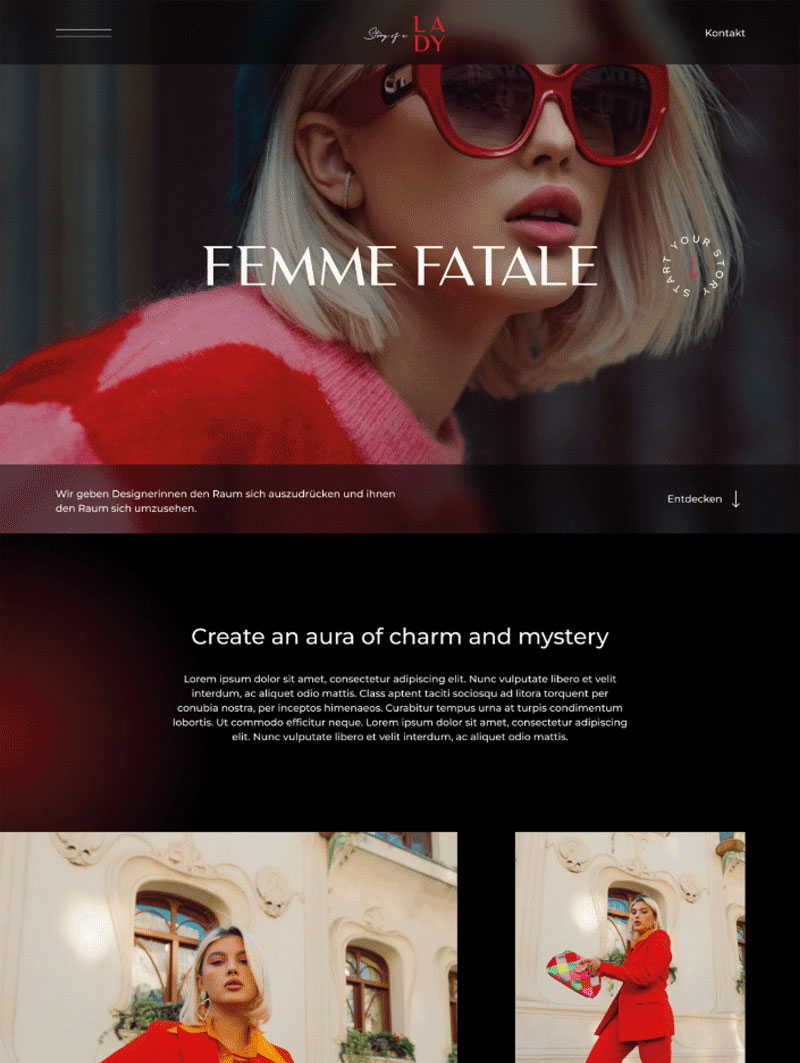 Story of a
LA
DY
Kontakt
FEMME FATALE
START YOUR STORY
Wir geben Designerinnen den Raum sich auszudrücken und ihnen
den Raum sich umzusehen.
Entdecken
Create an aura of charm and mystery
Lorem ipsum dolor sit amet, consectetur adipiscing elit. Nunc vulputate libero et velit
interdum, ac aliquet odio mattis. Class aptent taciti sociosqu ad litora torquent per
conubia nostra, per inceptos himenaeos. Curabitur tempus urna at turpis condimentum
lobortis. Ut commodo efficitur neque. Lorem ipsum dolor sit amet, consectetur adipiscing
elit. Nunc vulputate libero et velit interdum, ac aliquet odio mattis.